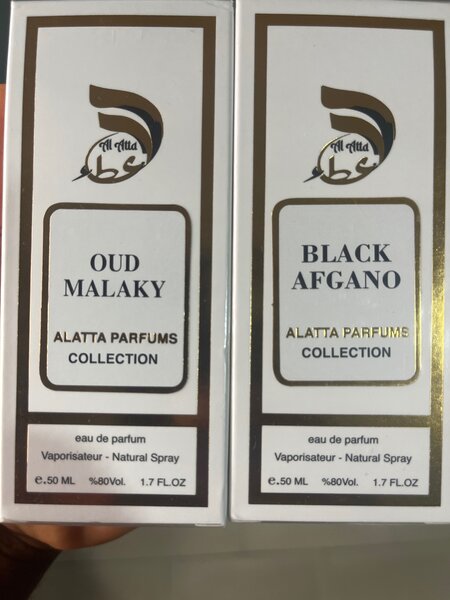 Al Atta
عطا
OUD
MALAKY
ALATTA PARFUMS
COLLECTION
eau de parfum
Vaporisateur - Natural Spray
e.50 ML %80Vol. 1.7 FL.OZ
Al Atta
عطا
BLACK
AFGANO
ALATTA PARFUMS
COLLECTION
eau de parfum
Vaporisateur - Natural Spray
e.50 ML %80Vol. 1.7 FL.OZ